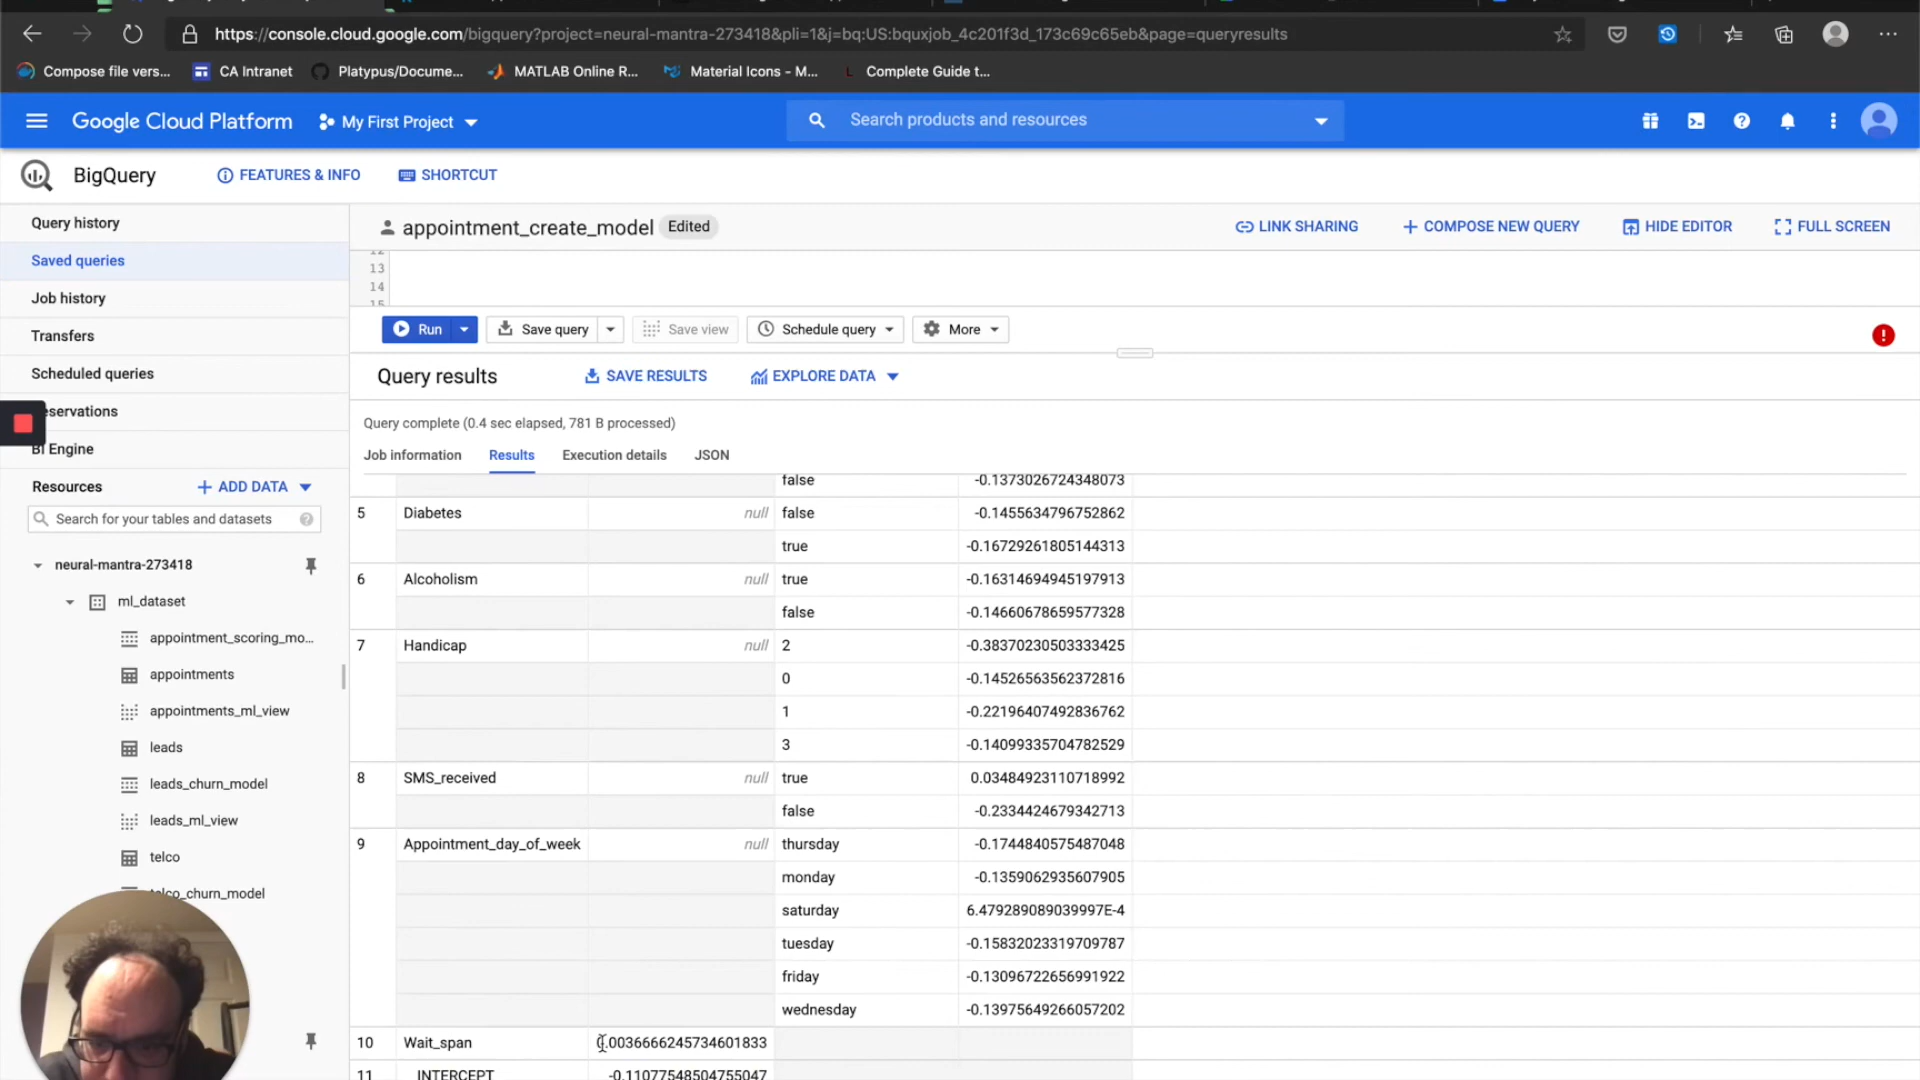 https://console.cloud.google.com/bigquery?project=neural-mantra-273418&pli=1&j=bq:US:bquxjob_4c201f3d_173c69c65eb&page=queryresults
Compose file vers... CA Intranet Platypus/Docume... MATLAB Online R... Material Icons - M... Complete Guide t...
Google Cloud Platform My First Project Search products and resources
BigQuery FEATURES & INFO SHORTCUT
Query history
Saved queries
Job history
Transfers
Scheduled queries
eservations
BI Engine
Resources + ADD DATA
Search for your tables and datasets
neural-mantra-273418
ml_dataset
appointment_scoring_mo...
appointments
appointments_ml_view
leads
leads_churn_model
leads_ml_view
telco
telco_churn_model
appointment_create_model Edited LINK SHARING + COMPOSE NEW QUERY HIDE EDITOR FULL SCREEN
12
13
14
15
Run Save query Save view Schedule query More
Query results SAVE RESULTS EXPLORE DATA
Query complete (0.4 sec elapsed, 781 B processed)
Job information Results Execution details JSON
false -0.1373026724348073
5 Diabetes null false -0.1455634796752862
true -0.16729261805144313
6 Alcoholism null true -0.16314694945197913
false -0.14660678659577328
7 Handicap null 2 -0.38370230503333425
0 -0.14526563562372816
1 -0.22196407492836762
3 -0.14099335704782529
8 SMS_received null true 0.03484923110718992
false -0.2334424679342713
9 Appointment_day_of_week null thursday -0.1744840575487048
monday -0.1359062935607905
saturday 6.479289089039997E-4
tuesday -0.15832023319709787
friday -0.13096722656991922
wednesday -0.13975649266057202
10 Wait_span 0.0036666245734601833
11 __INTERCEPT__ -0.11077548504755047